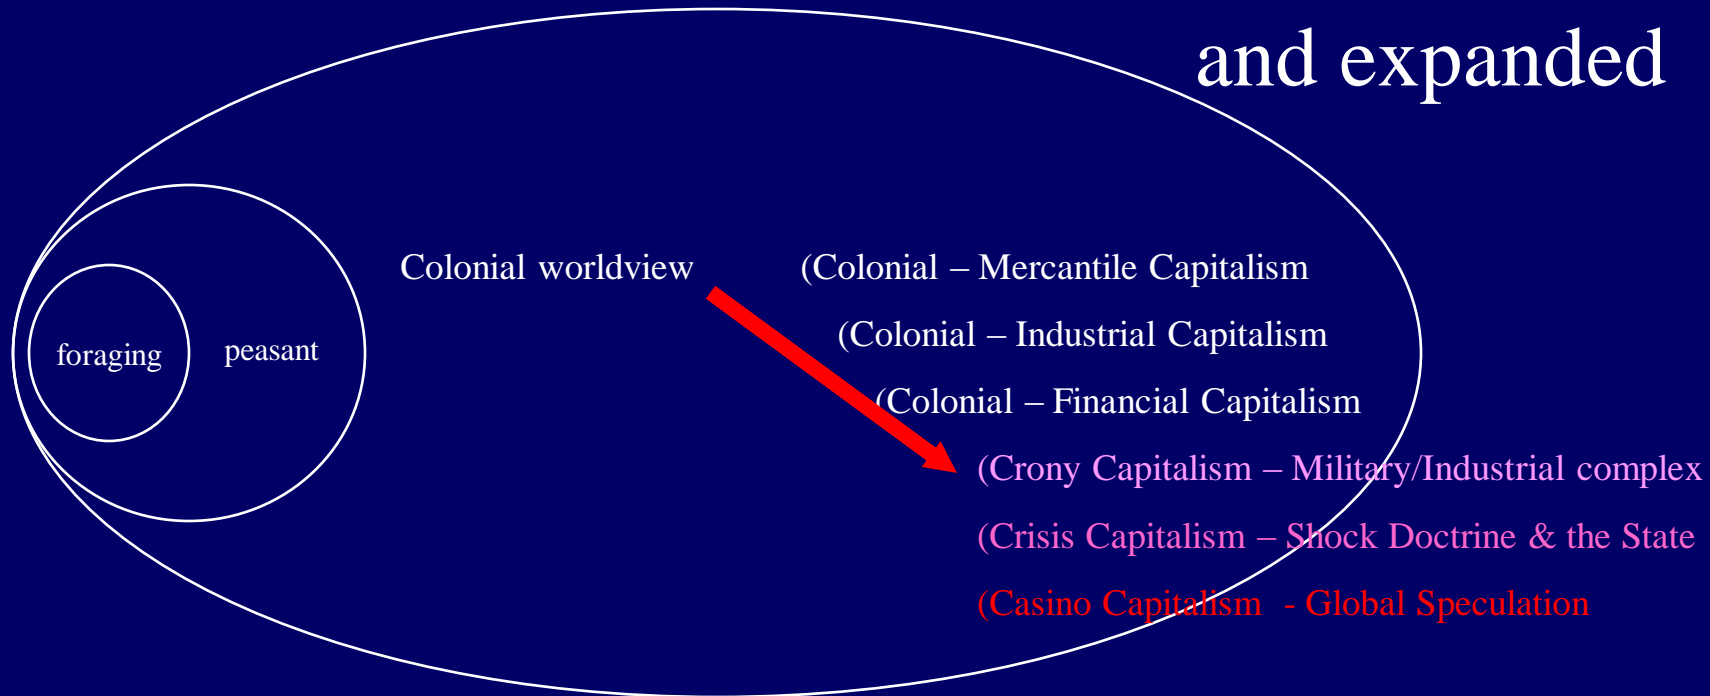 and expanded
Colonial worldview
(Colonial – Mercantile Capitalism
(Colonial – Industrial Capitalism
foraging
peasant
(Colonial – Financial Capitalism
(Crony Capitalism – Military/Industrial complex
(Crisis Capitalism – Shock Doctrine & the State
(Casino Capitalism - Global Speculation